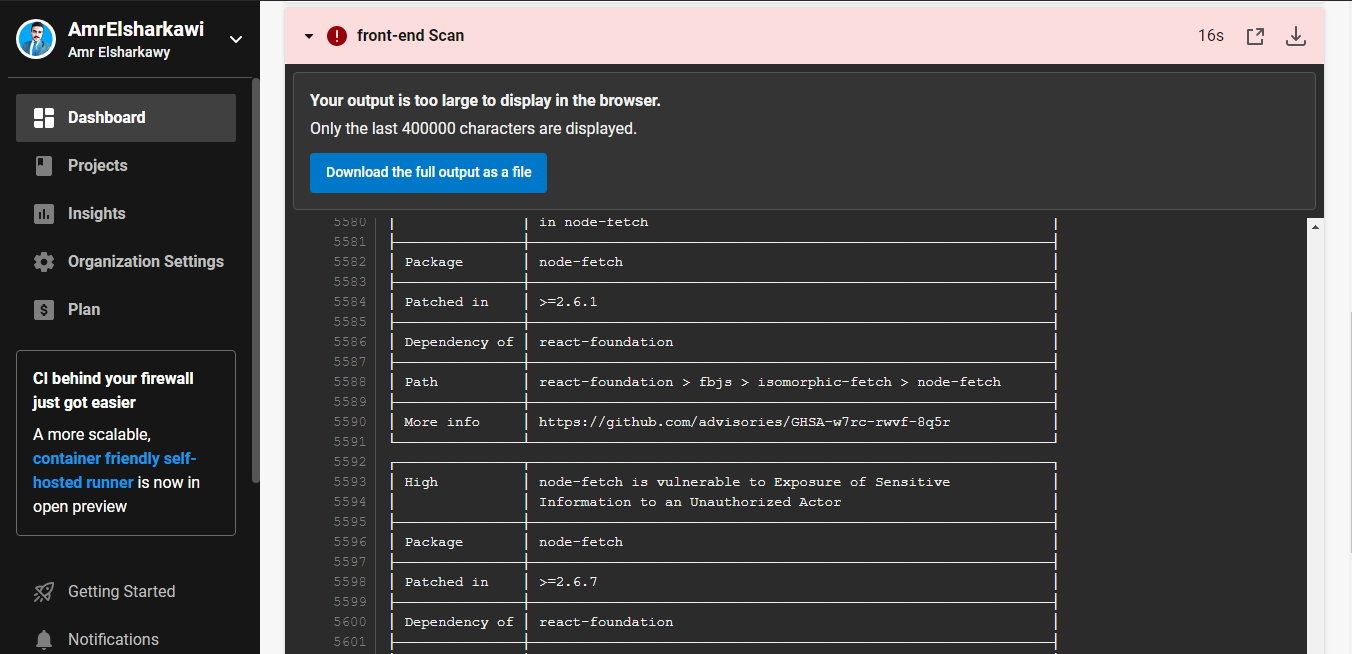 AmrElsharkawi
Amr Elsharkawy
Dashboard
Projects
Insights
Organization Settings
Plan
CI behind your firewall
just got easier
A more scalable,
container friendly self-
hosted runner is now in
open preview
Getting Started
Notifications
front-end Scan
16s
Your output is too large to display in the browser.
Only the last 400000 characters are displayed.
Download the full output as a file
5580 in node-fetch
5581
5582 Package node-fetch
5583
5584 Patched in >=2.6.1
5585
5586 Dependency of react-foundation
5587
5588 Path react-foundation > fbjs > isomorphic-fetch > node-fetch
5589
5590 More info https://github.com/advisories/GHSA-w7rc-rwvf-8q5r
5591
5592
5593 High node-fetch is vulnerable to Exposure of Sensitive
5594 Information to an Unauthorized Actor
5595
5596 Package node-fetch
5597
5598 Patched in >=2.6.7
5599
5600 Dependency of react-foundation
5601